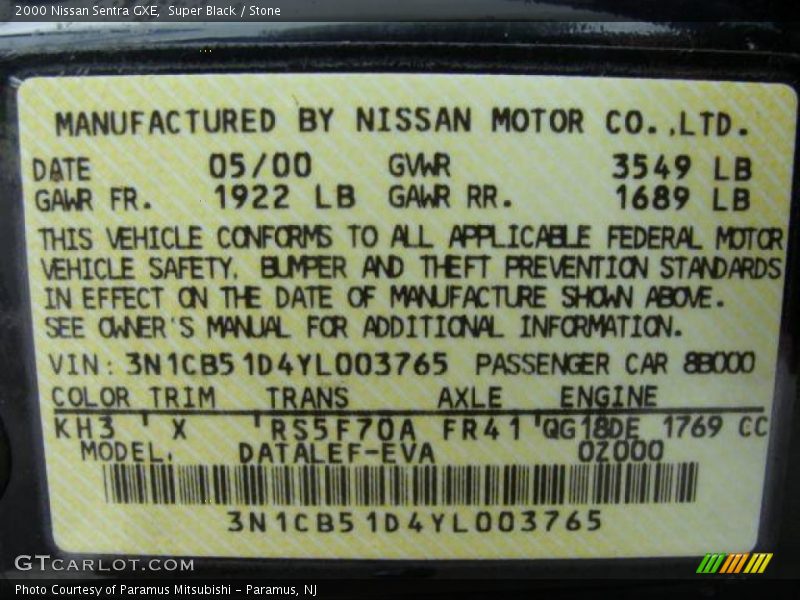 2000 Nissan Sentra GXE, Super Black / Stone
MANUFACTURED BY NISSAN MOTOR CO.,LTD.
DATE 05/00 GVWR 3549 LB
GAWR FR. 1922 LB GAWR RR. 1689 LB
THIS VEHICLE CONFORMS TO ALL APPLICABLE FEDERAL MOTOR
VEHICLE SAFETY, BUMPER AND THEFT PREVENTION STANDARDS
IN EFFECT ON THE DATE OF MANUFACTURE SHOWN ABOVE.
SEE OWNER'S MANUAL FOR ADDITIONAL INFORMATION.
VIN: 3N1CB51D4YL003765 PASSENGER CAR 8B000
COLOR TRIM TRANS AXLE ENGINE
KH3 ' X ' RS5F70A FR41 ' QG18DE 1769 CC
MODEL. DATALEF-EVA 0Z000
3N1CB51D4YL003765
GTcarlot.com
Photo Courtesy of Paramus Mitsubishi - Paramus, NJ